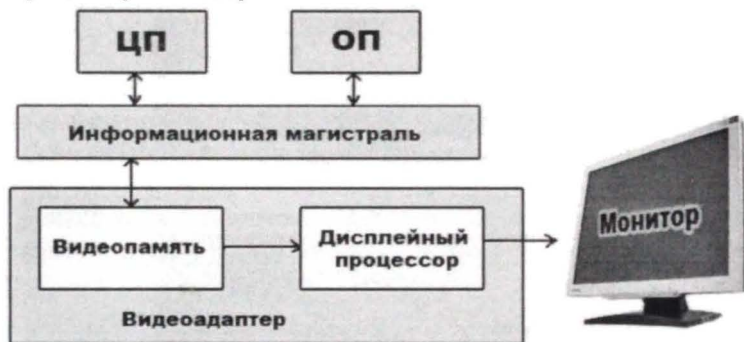 ЦП
ОП
Информационная магистраль
Видеопамять
Дисплейный
процессор
Видеоадаптер
Монитор